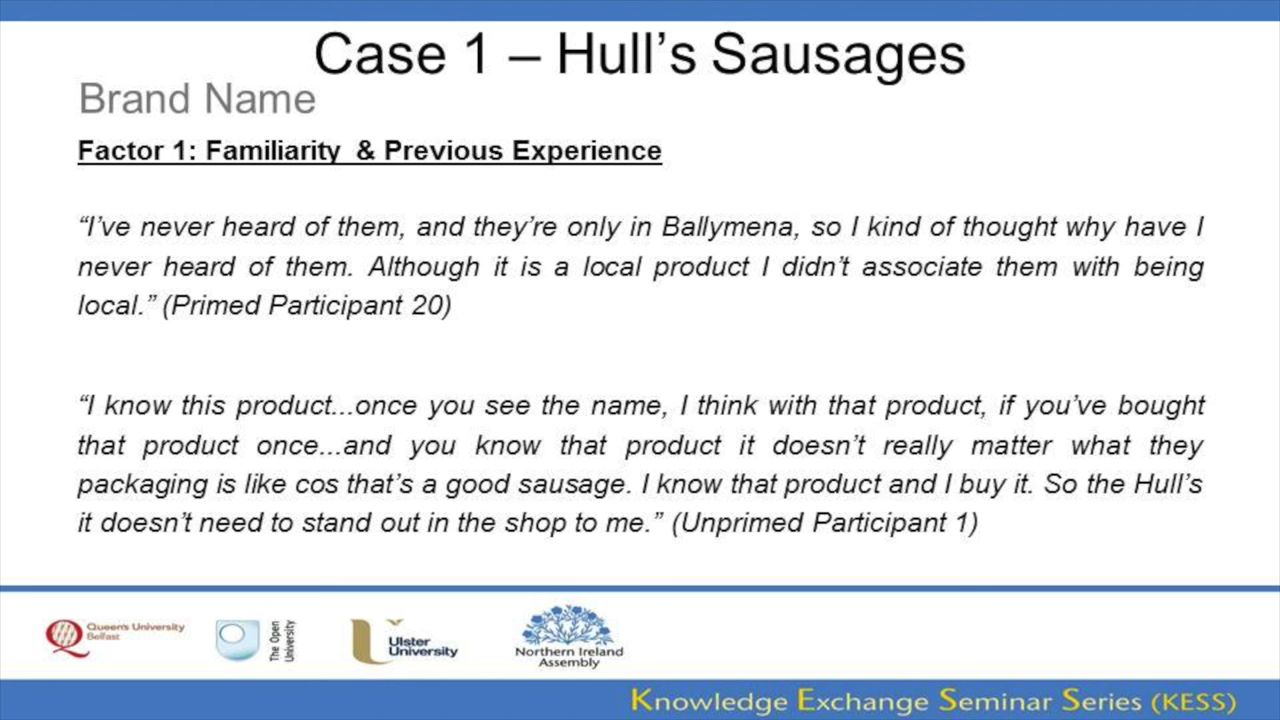 Case 1 – Hull’s Sausages
Brand Name
Factor 1: Familiarity & Previous Experience
“I’ve never heard of them, and they’re only in Ballymena, so I kind of thought why have I
never heard of them. Although it is a local product I didn’t associate them with being
local.” (Primed Participant 20)
“I know this product...once you see the name, I think with that product, if you’ve bought
that product once...and you know that product it doesn’t really matter what they
packaging is like cos that’s a good sausage. I know that product and I buy it. So the Hull’s
it doesn’t need to stand out in the shop to me.” (Unprimed Participant 1)
Queen's University
Belfast
The Open
University
Ulster
University
Northern Ireland
Assembly
Knowledge Exchange Seminar Series (KESS)